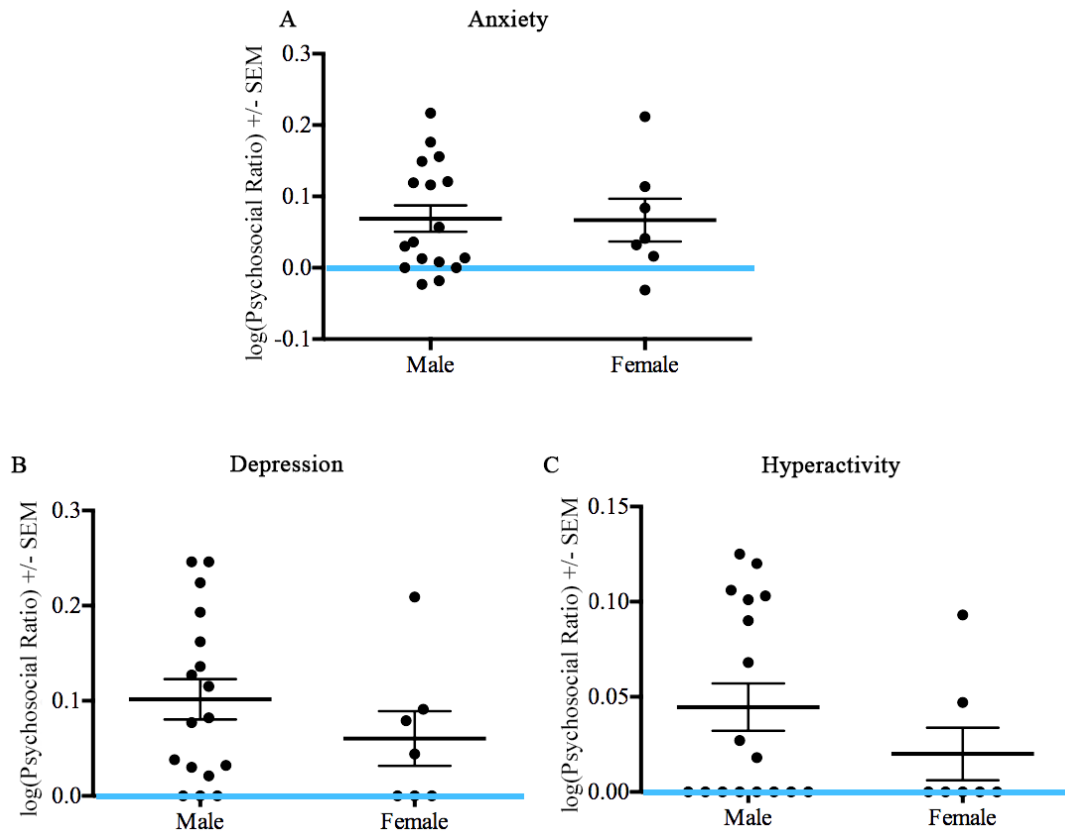 A Anxiety
log(Psychosocial Ratio) +/- SEM
0.3
0.2
0.1
0.0
-0.1
Male Female
B Depression
log(Psychosocial Ratio) +/- SEM
0.3
0.2
0.1
0.0
Male Female
C Hyperactivity
log(Psychosocial Ratio) +/- SEM
0.15
0.10
0.05
0.00
Male Female